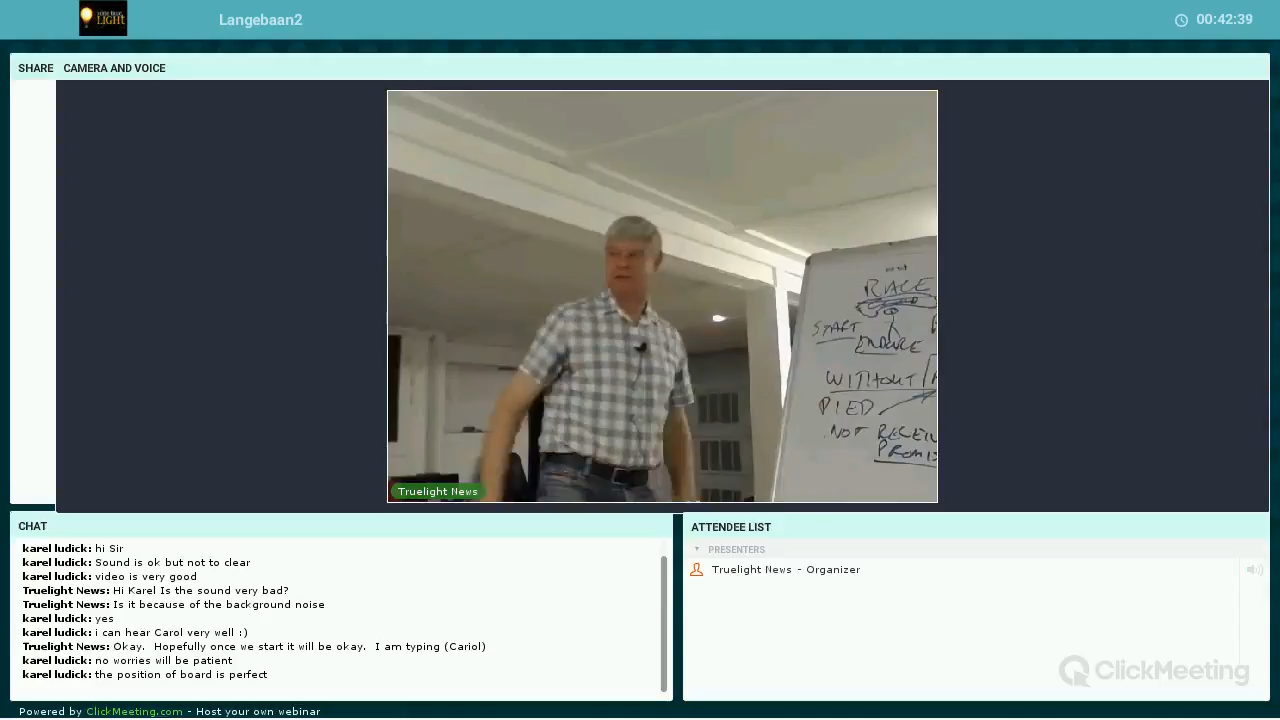 LIGHT
Langebaan2
00:42:39
SHARE
CAMERA AND VOICE
RACE
START
ENDURE
WITHOUT
DIED
NOT RECEIV
PROMIS
Truelight News
CHAT
karel ludick: hi Sir
karel ludick: Sound is ok but not to clear
karel ludick: video is very good
Truelight News: Hi Karel Is the sound very bad?
Truelight News: Is it because of the background noise
karel ludick: yes
karel ludick: i can hear Carol very well :)
Truelight News: Okay. Hopefully once we start it will be okay. I am typing (Cariol)
karel ludick: no worries will be patient
karel ludick: the position of board is perfect
ATTENDEE LIST
PRESENTERS
Truelight News - Organizer
ClickMeeting
Powered by ClickMeeting.com - Host your own webinar